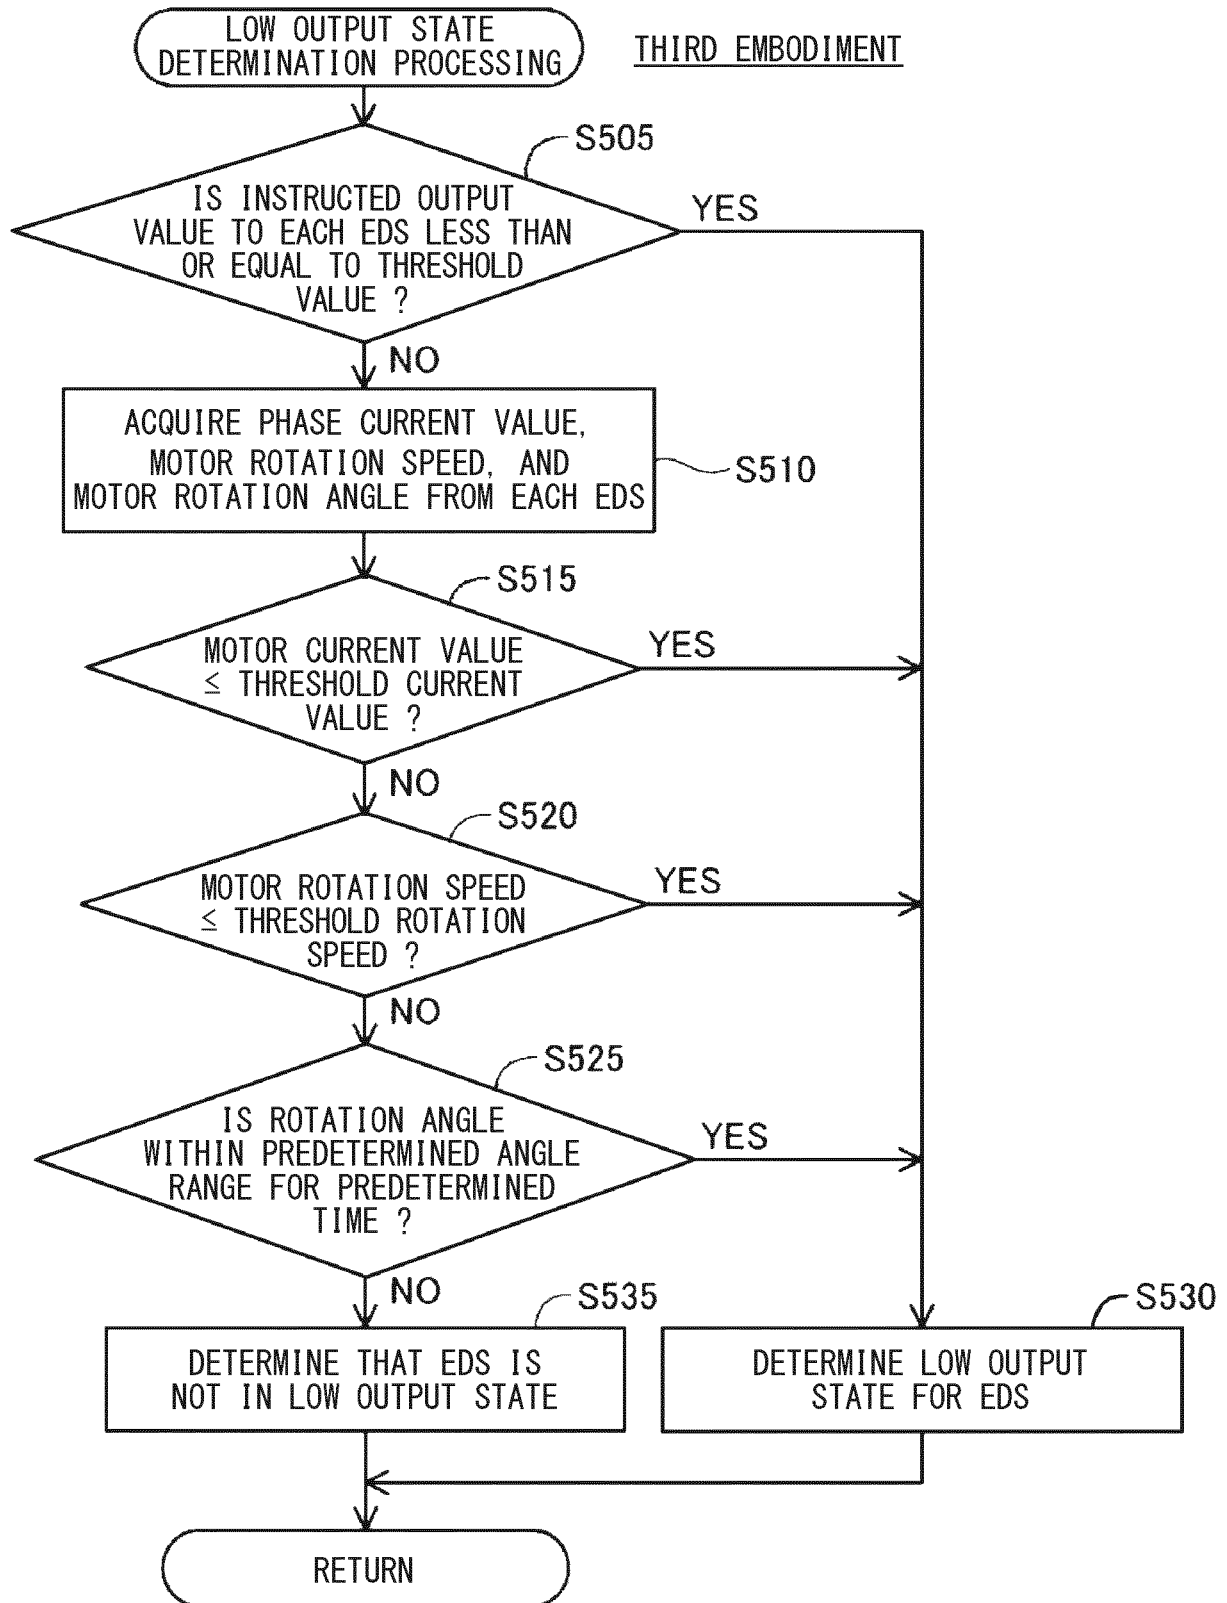 LOW OUTPUT STATE
DETERMINATION PROCESSING
THIRD EMBODIMENT
S505
IS INSTRUCTED OUTPUT
VALUE TO EACH EDS LESS THAN
OR EQUAL TO THRESHOLD
VALUE ?
YES
NO
ACQUIRE PHASE CURRENT VALUE,
MOTOR ROTATION SPEED, AND
MOTOR ROTATION ANGLE FROM EACH EDS
S510
S515
MOTOR CURRENT VALUE
≤ THRESHOLD CURRENT
VALUE ?
YES
NO
S520
MOTOR ROTATION SPEED
≤ THRESHOLD ROTATION
SPEED ?
YES
NO
S525
IS ROTATION ANGLE
WITHIN PREDETERMINED ANGLE
RANGE FOR PREDETERMINED
TIME ?
YES
NO
S535
DETERMINE THAT EDS IS
NOT IN LOW OUTPUT STATE
S530
DETERMINE LOW OUTPUT
STATE FOR EDS
RETURN